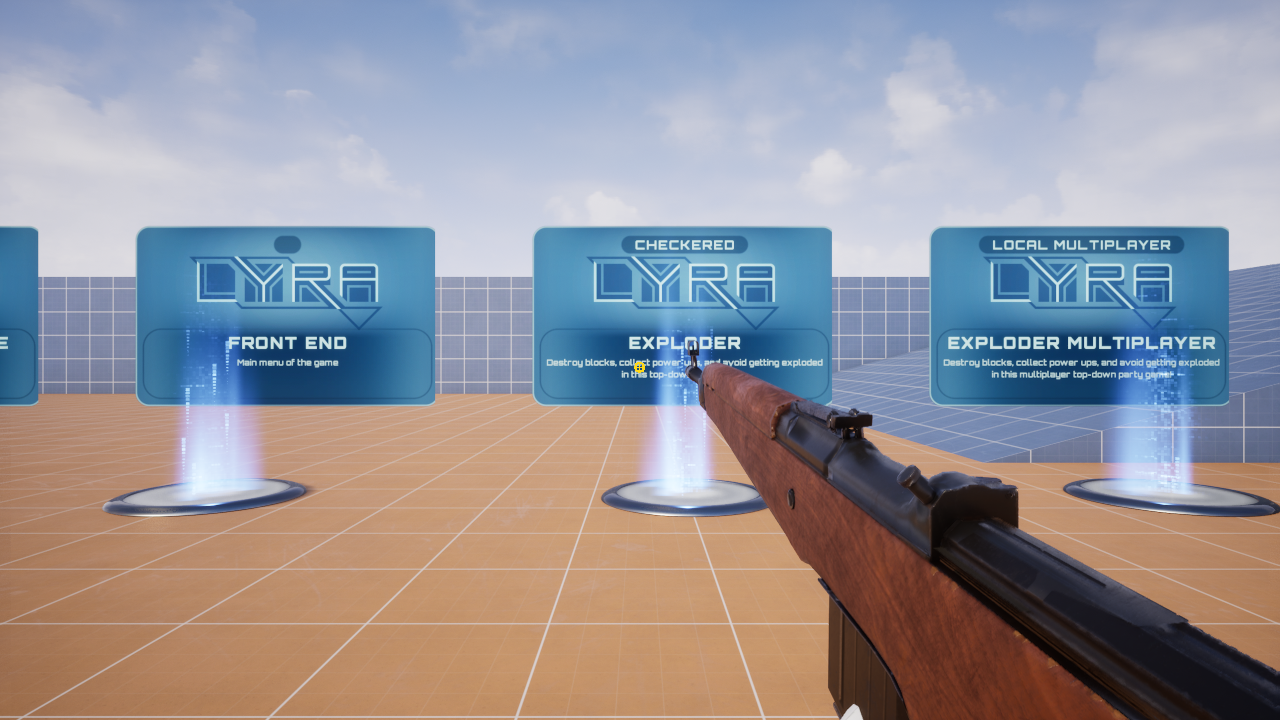 E
LYRA
FRONT END
Main menu of the game
CHECKERED
LYRA
EXPLODER
Destroy blocks, collect power ups, and avoid getting exploded
in this top-down
LOCAL MULTIPLAYER
LYRA
EXPLODER MULTIPLAYER
Destroy blocks, collect power ups, and avoid getting exploded
in this multiplayer top-down party game!